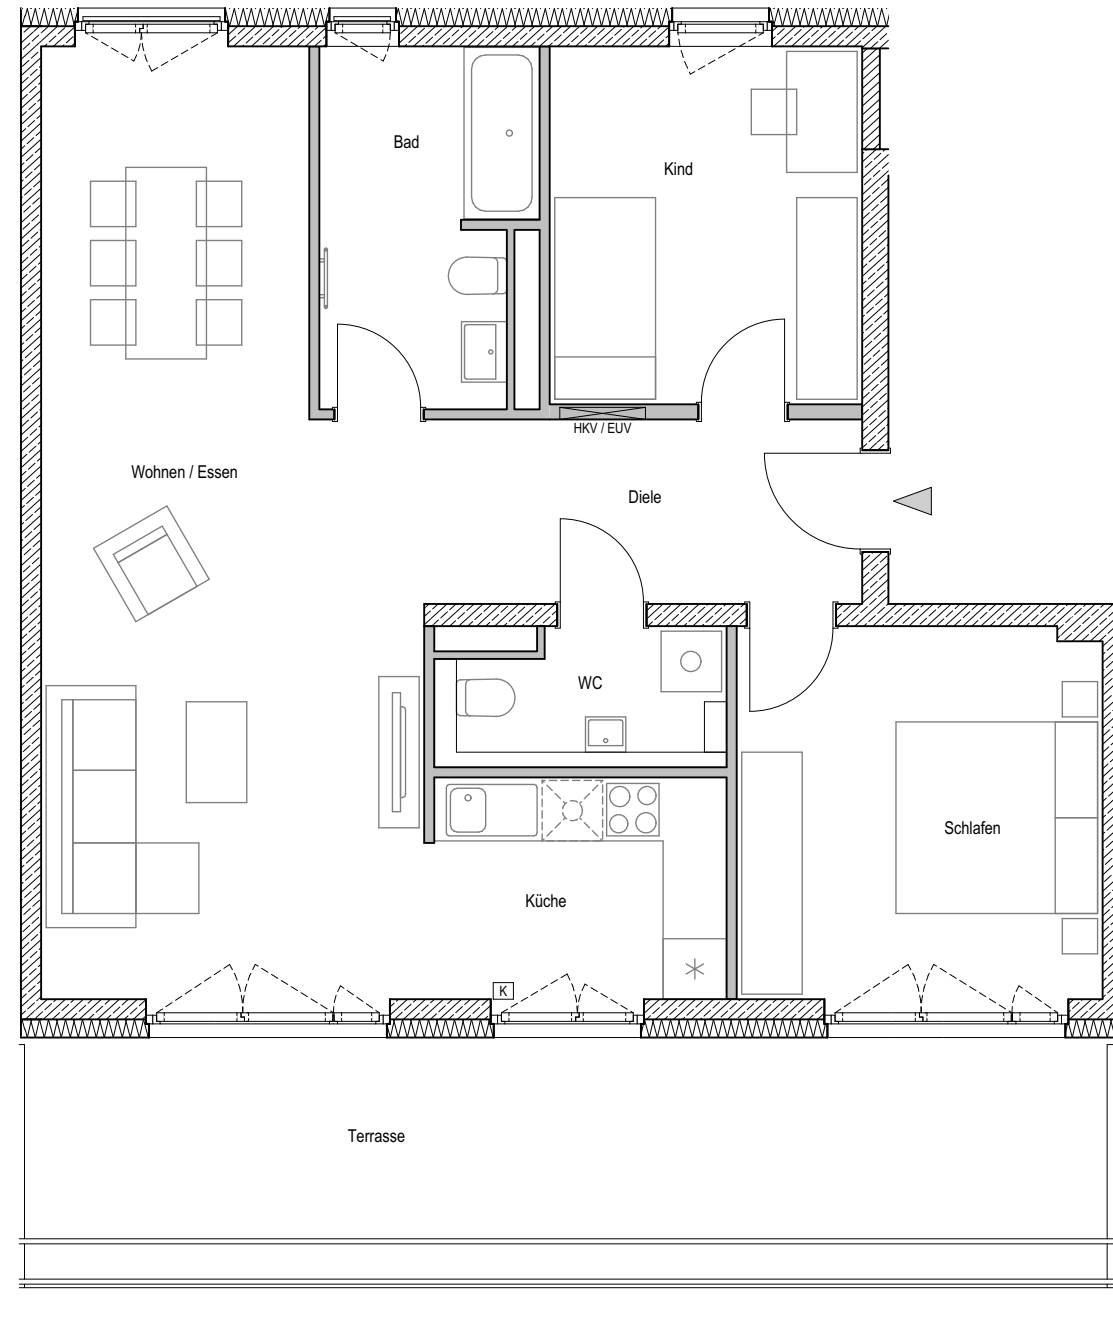 Bad
Kind
HKV / EUV
Wohnen / Essen
Diele
WC
Schlafen
Küche
K
Terrasse